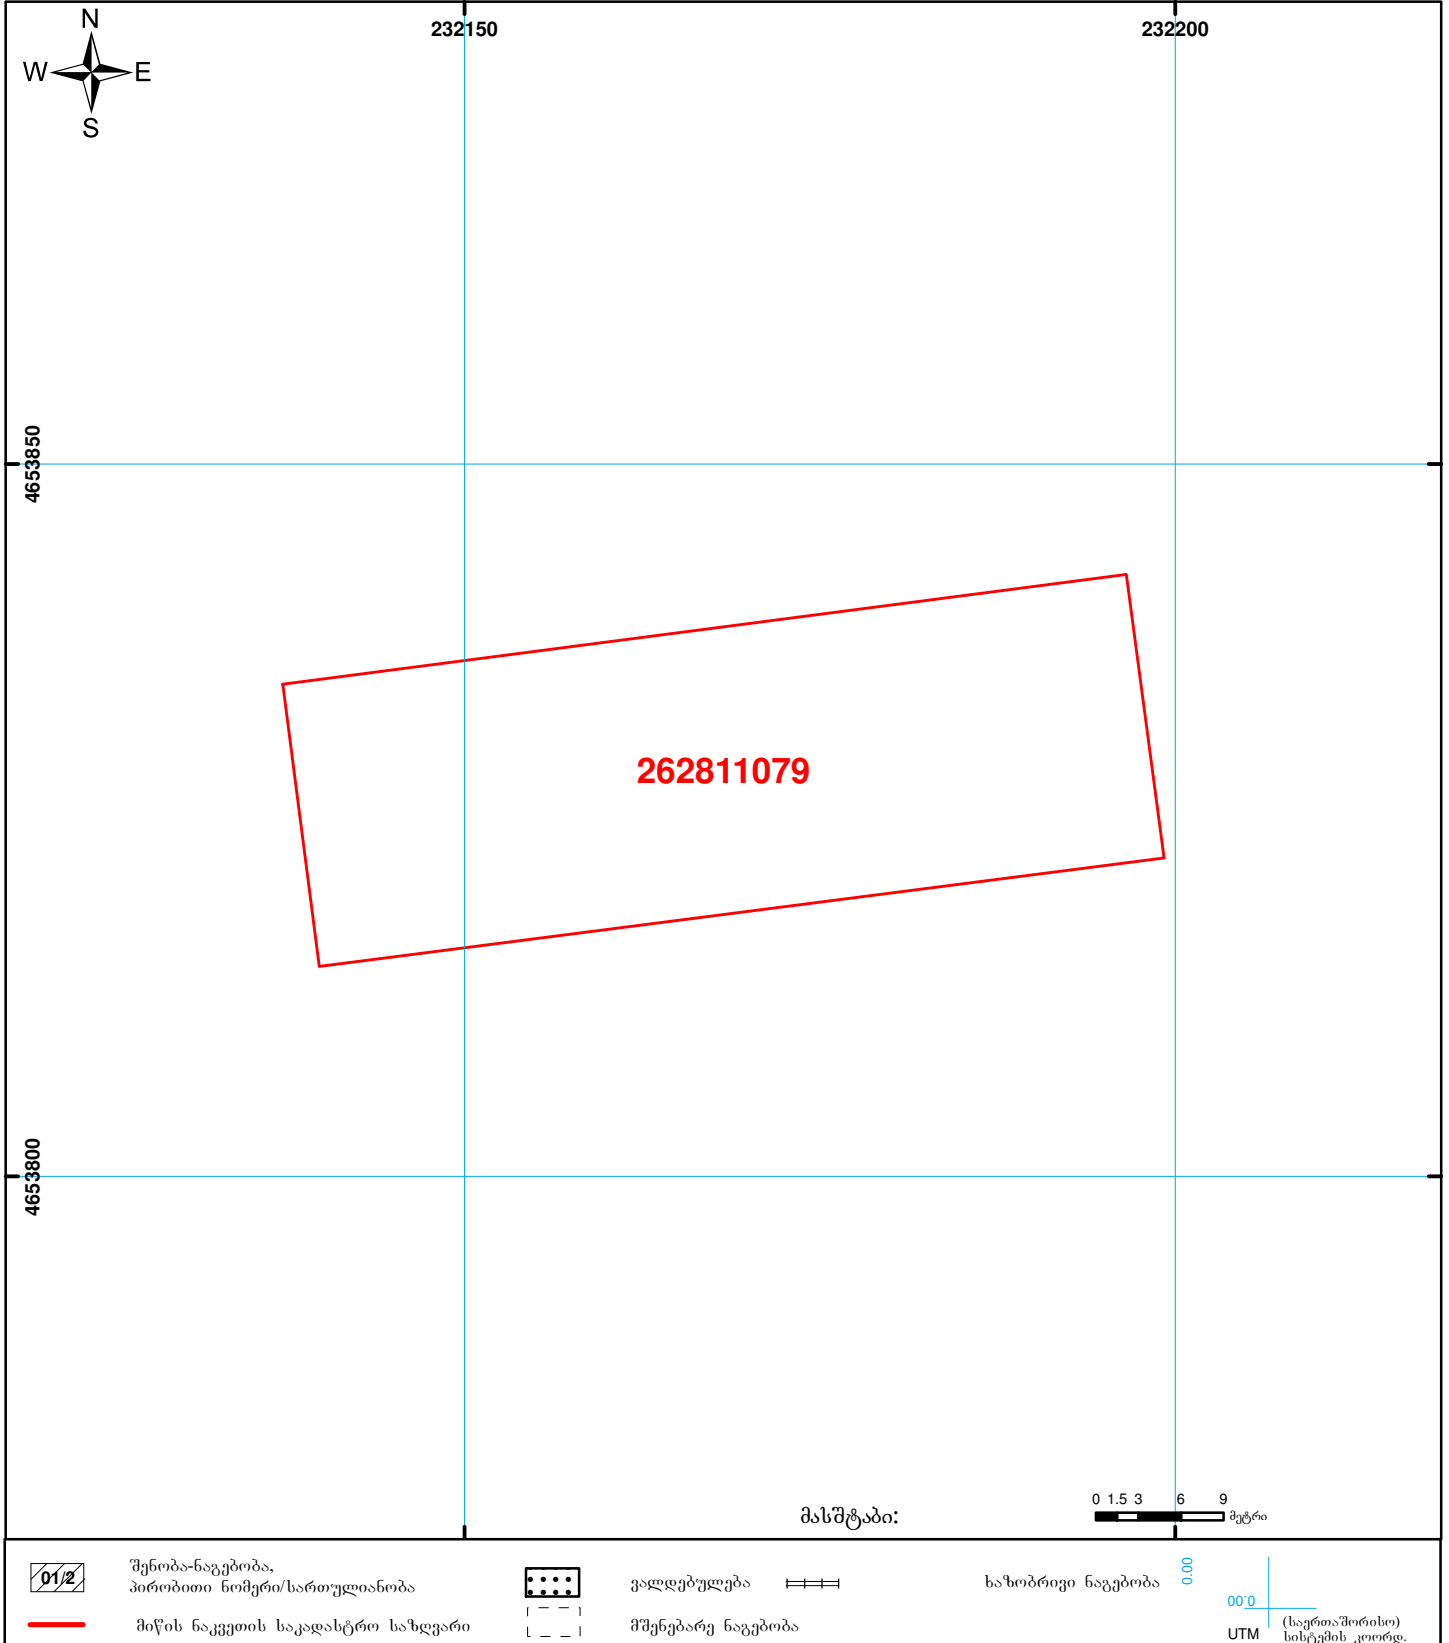 N
W E
S
232150
232200
4653850
262811079
4653800
მასშტაბი:
0 1.5 3 6 9
მეტრი
01/2
შენობა-ნაგებობა,
პირობითი ნომერი/სართულიანობა
ვალდებულება
ხაზობრივი ნაგებობა
00.0
00.0
მიწის ნაკვეთის საკადასტრო საზღვარი
მშენებარე ნაგებობა
UTM
(საერთაშორისო)
სისტემის კოორდ.